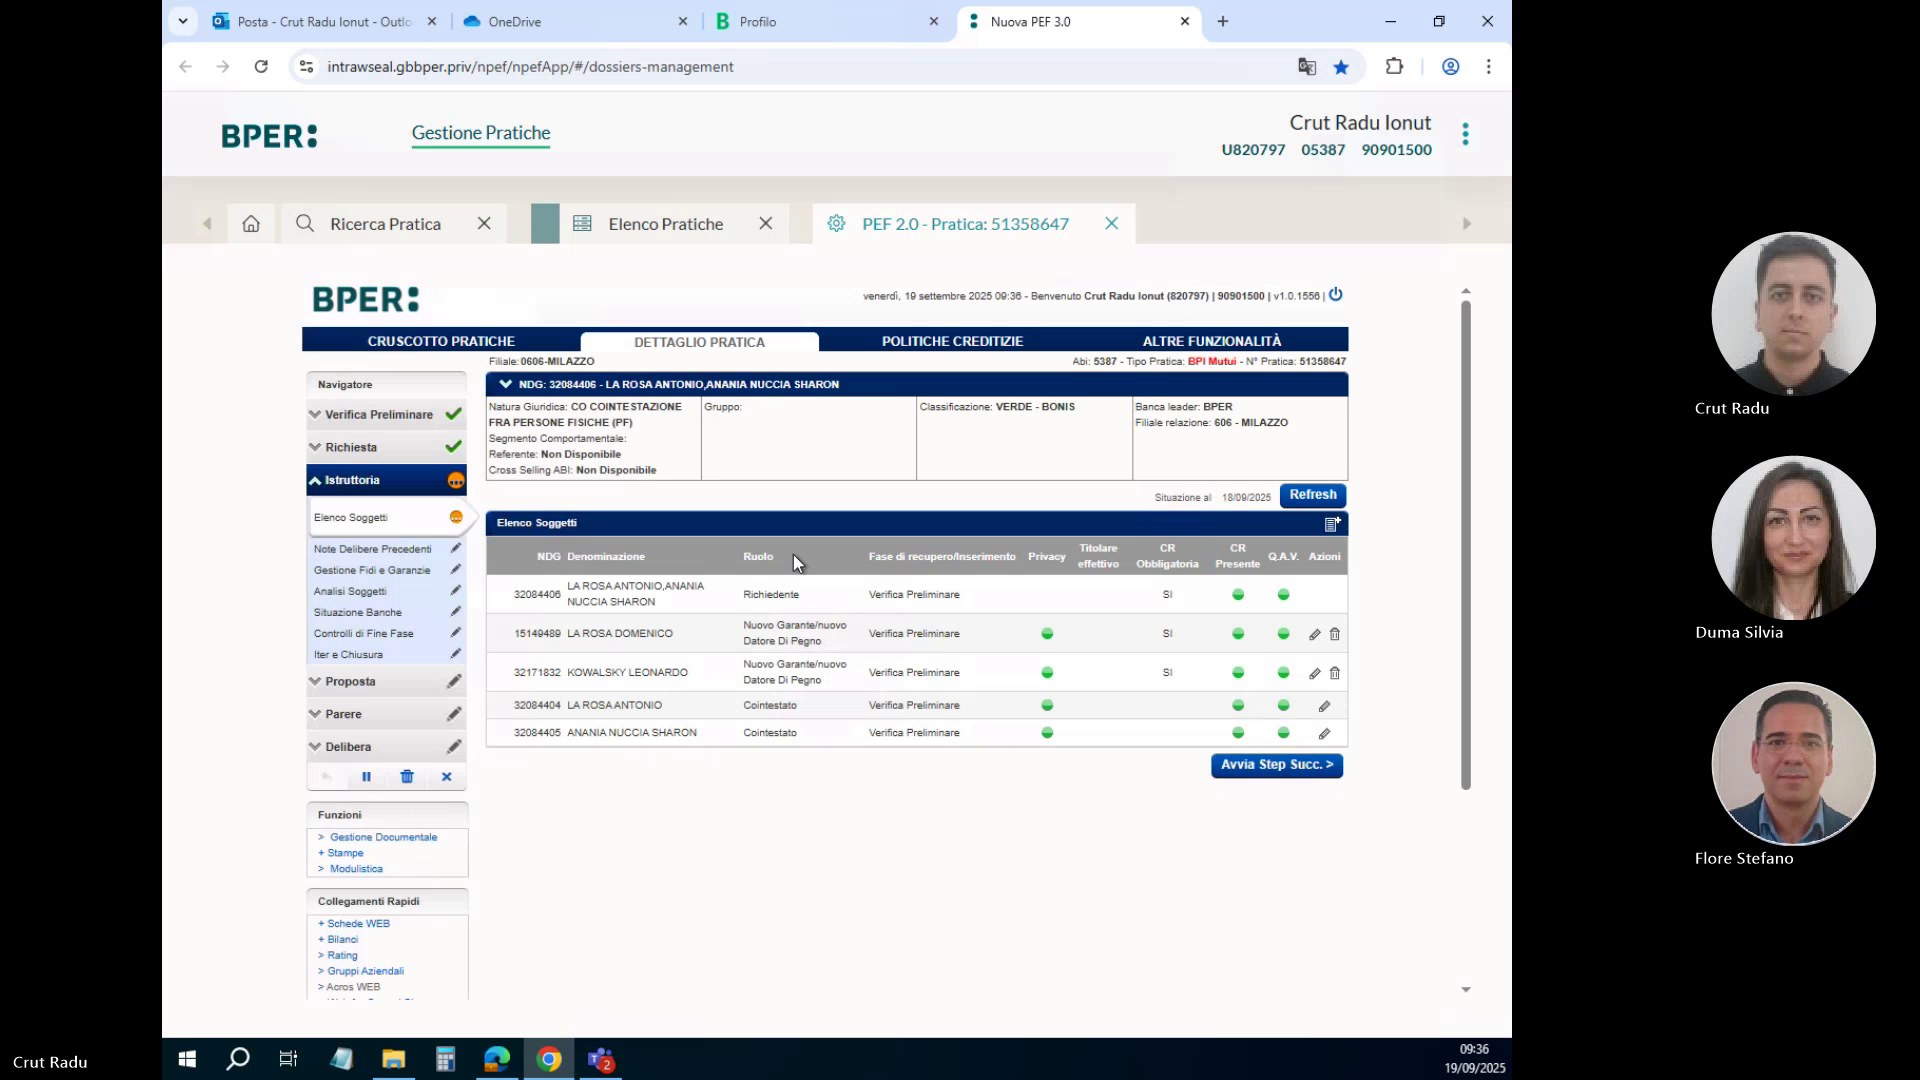 Posta - Crut Radu Ionut - Outlo
OneDrive
Profilo
Nuova PEF 3.0
intrawseal.gbbper.priv/npef/npefApp/#/dossiers-management
BPER:
Gestione Pratiche
Crut Radu Ionut
U820797 05387 90901500
Ricerca Pratica
Elenco Pratiche
PEF 2.0 - Pratica: 51358647
BPER:
venerdì, 19 settembre 2025 09:36 - Benvenuto Crut Radu Ionut (820797) | 90901500 | v1.0.1556 |
CRUSCOTTO PRATICHE
DETTAGLIO PRATICA
POLITICHE CREDITIZIE
ALTRE FUNZIONALITÀ
Filiale: 0606-MILAZZO
Abi: 5387 - Tipo Pratica: BPI Mutui - N° Pratica: 51358647
Navigatore
Verifica Preliminare
Richiesta
Istruttoria
Elenco Soggetti
Note Delibere Precedenti
Gestione Fidi e Garanzie
Analisi Soggetti
Situazione Banche
Controlli di Fine Fase
Iter e Chiusura
Proposta
Parere
Delibera
Funzioni
> Gestione Documentale
+ Stampe
> Modulistica
Collegamenti Rapidi
+ Schede WEB
+ Bilanci
> Rating
> Gruppi Aziendali
> Acros WEB
NDG: 32084406 - LA ROSA ANTONIO,ANANIA NUCCIA SHARON
Natura Giuridica: CO COINTESTAZIONE
FRA PERSONE FISICHE (PF)
Segmento Comportamentale:
Referente: Non Disponibile
Cross Selling ABI: Non Disponibile
Gruppo:
Classificazione: VERDE - BONIS
Banca leader: BPER
Filiale relazione: 606 - MILAZZO
Situazione al 18/09/2025
Refresh
Elenco Soggetti
NDG Denominazione Ruolo Fase di recupero/Inserimento Privacy Titolare effettivo CR Obbligatoria CR Presente Q.A.V. Azioni
32084406 LA ROSA ANTONIO,ANANIA NUCCIA SHARON Richiedente Verifica Preliminare SI
15149489 LA ROSA DOMENICO Nuovo Garante/nuovo Datore Di Pegno Verifica Preliminare SI
32171832 KOWALSKY LEONARDO Nuovo Garante/nuovo Datore Di Pegno Verifica Preliminare SI
32084404 LA ROSA ANTONIO Cointestato Verifica Preliminare
32084405 ANANIA NUCCIA SHARON Cointestato Verifica Preliminare
Avvia Step Succ. >
Crut Radu
Duma Silvia
Flore Stefano
Crut Radu
2
09:36
19/09/2025